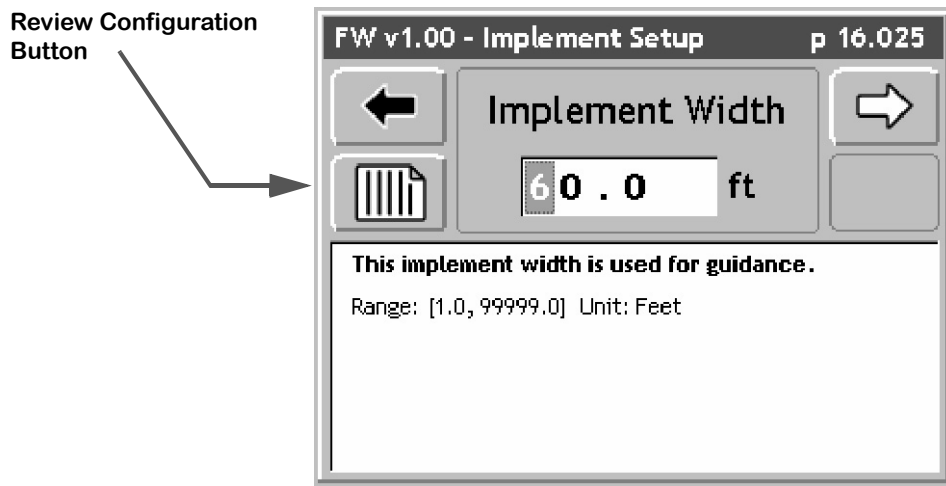 Review Configuration
Button
FW v1.00 - Implement Setup p 16.025
Implement Width
60.0 ft
This implement width is used for guidance.
Range: [1.0, 99999.0] Unit: Feet